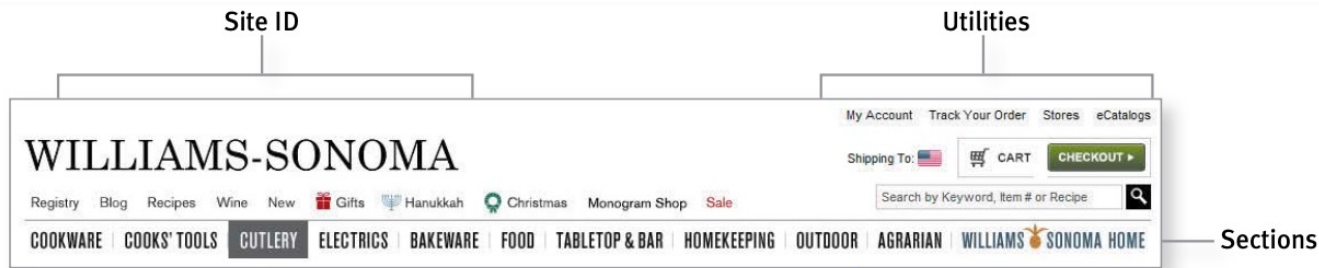 Site ID
Utilities
My Account Track Your Order Stores eCatalogs
WILLIAMS-SONOMA
Shipping To: CART CHECKOUT
Registry Blog Recipes Wine New Gifts Hanukkah Christmas Monogram Shop Sale
Search by Keyword, Item # or Recipe
COOKWARE COOKS' TOOLS CUTLERY ELECTRICS BAKEWARE FOOD TABLETOP & BAR HOMEKEEPING OUTDOOR AGRARIAN WILLIAMS SONOMA HOME
Sections